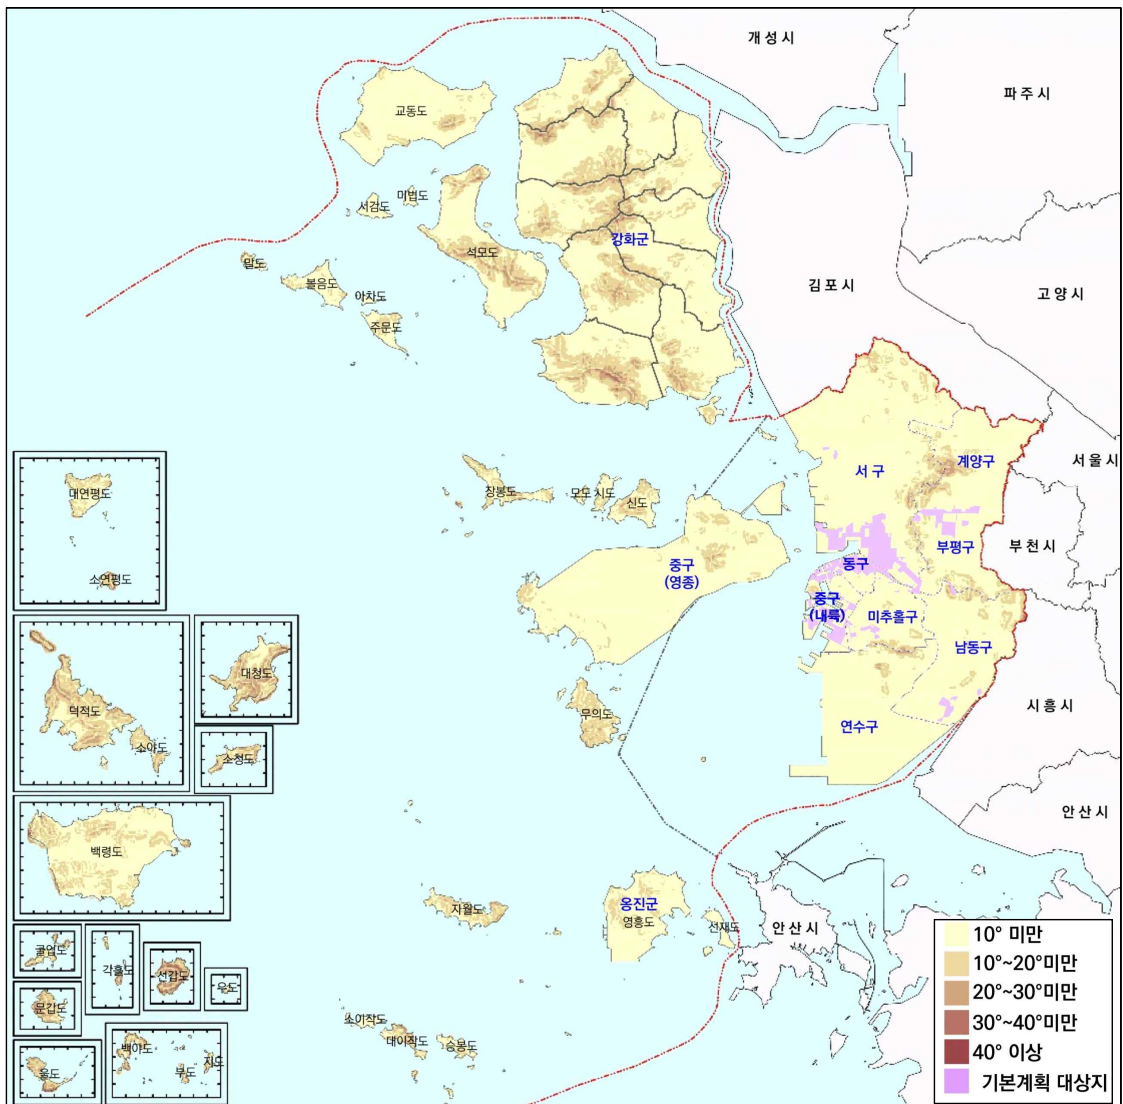 개성시
파주시
교동도
미법도
서검도
강화군
석모도
말도
볼음도
아차도
주문도
김포시
고양시
서구
계양구
서울시
장봉도
모도
시도
신도
대연평도
소연평도
중구
(영종)
동구
부평구
부천시
중구
(내륙)
미추홀구
남동구
대청도
덕적도
소야도
소청도
무의도
연수구
시흥시
안산시
백령도
자월도
옹진군
영흥도
선재도
안산시
굴업도
각흘도
선갑도
우도
문갑도
소이작도
대이작도
승봉도
백아도
지도
부도
울도
10° 미만
10°~20°미만
20°~30°미만
30°~40°미만
40° 이상
기본계획 대상지